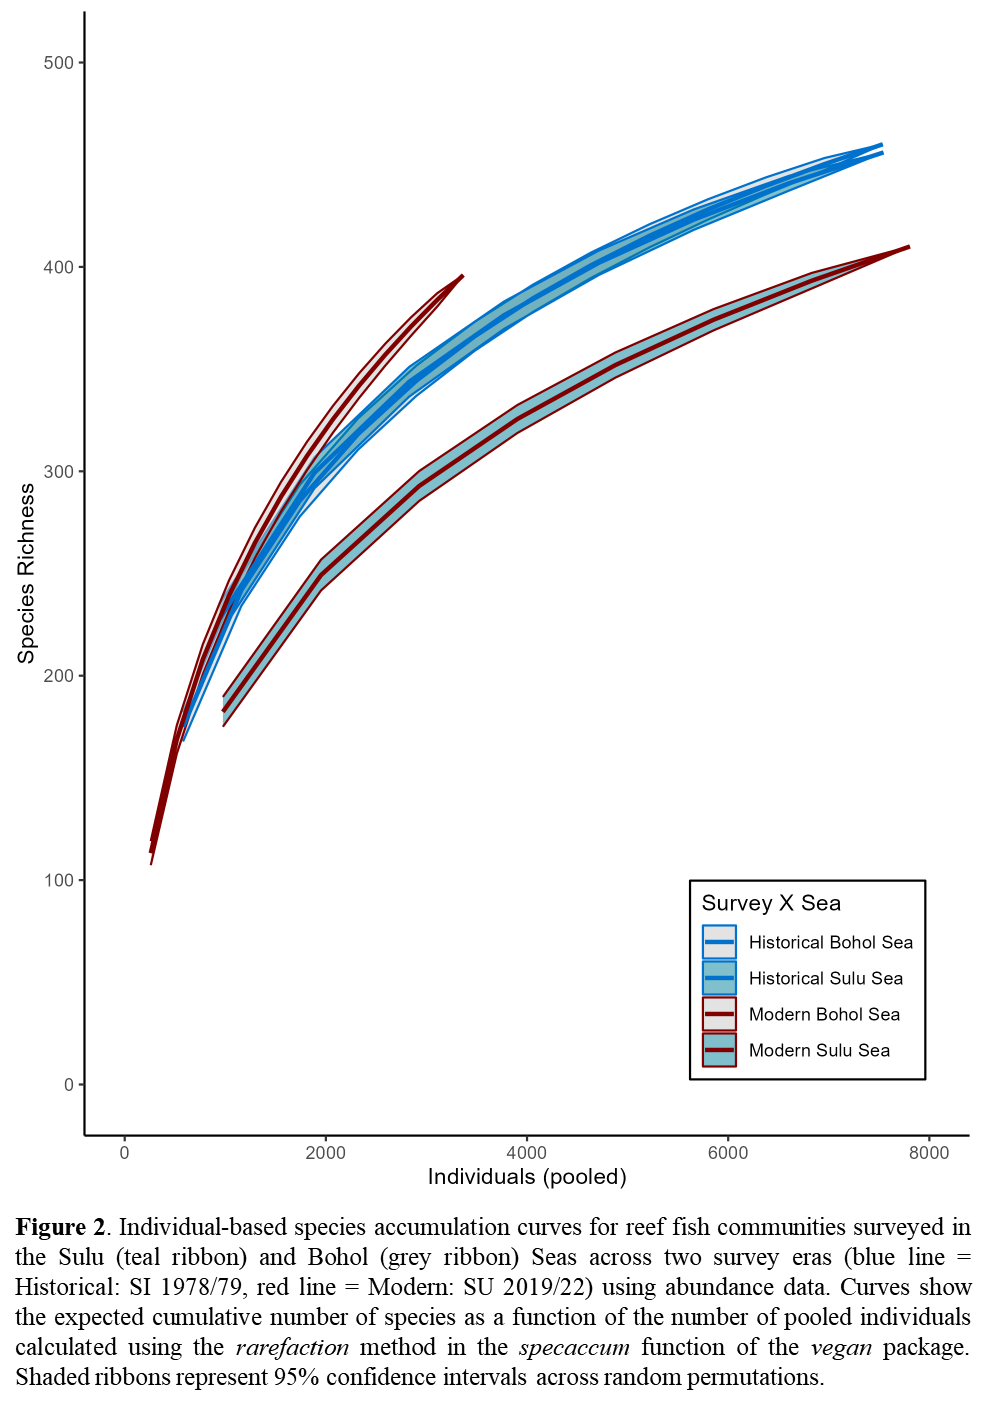 500
400
300
200
100
0
Species Richness
0 2000 4000 6000 8000
Individuals (pooled)
Survey X Sea
Historical Bohol Sea
Historical Sulu Sea
Modern Bohol Sea
Modern Sulu Sea
Figure 2. Individual-based species accumulation curves for reef fish communities surveyed in
the Sulu (teal ribbon) and Bohol (grey ribbon) Seas across two survey eras (blue line =
Historical: SI 1978/79, red line = Modern: SU 2019/22) using abundance data. Curves show
the expected cumulative number of species as a function of the number of pooled individuals
calculated using the rarefaction method in the specaccum function of the vegan package.
Shaded ribbons represent 95% confidence intervals across random permutations.